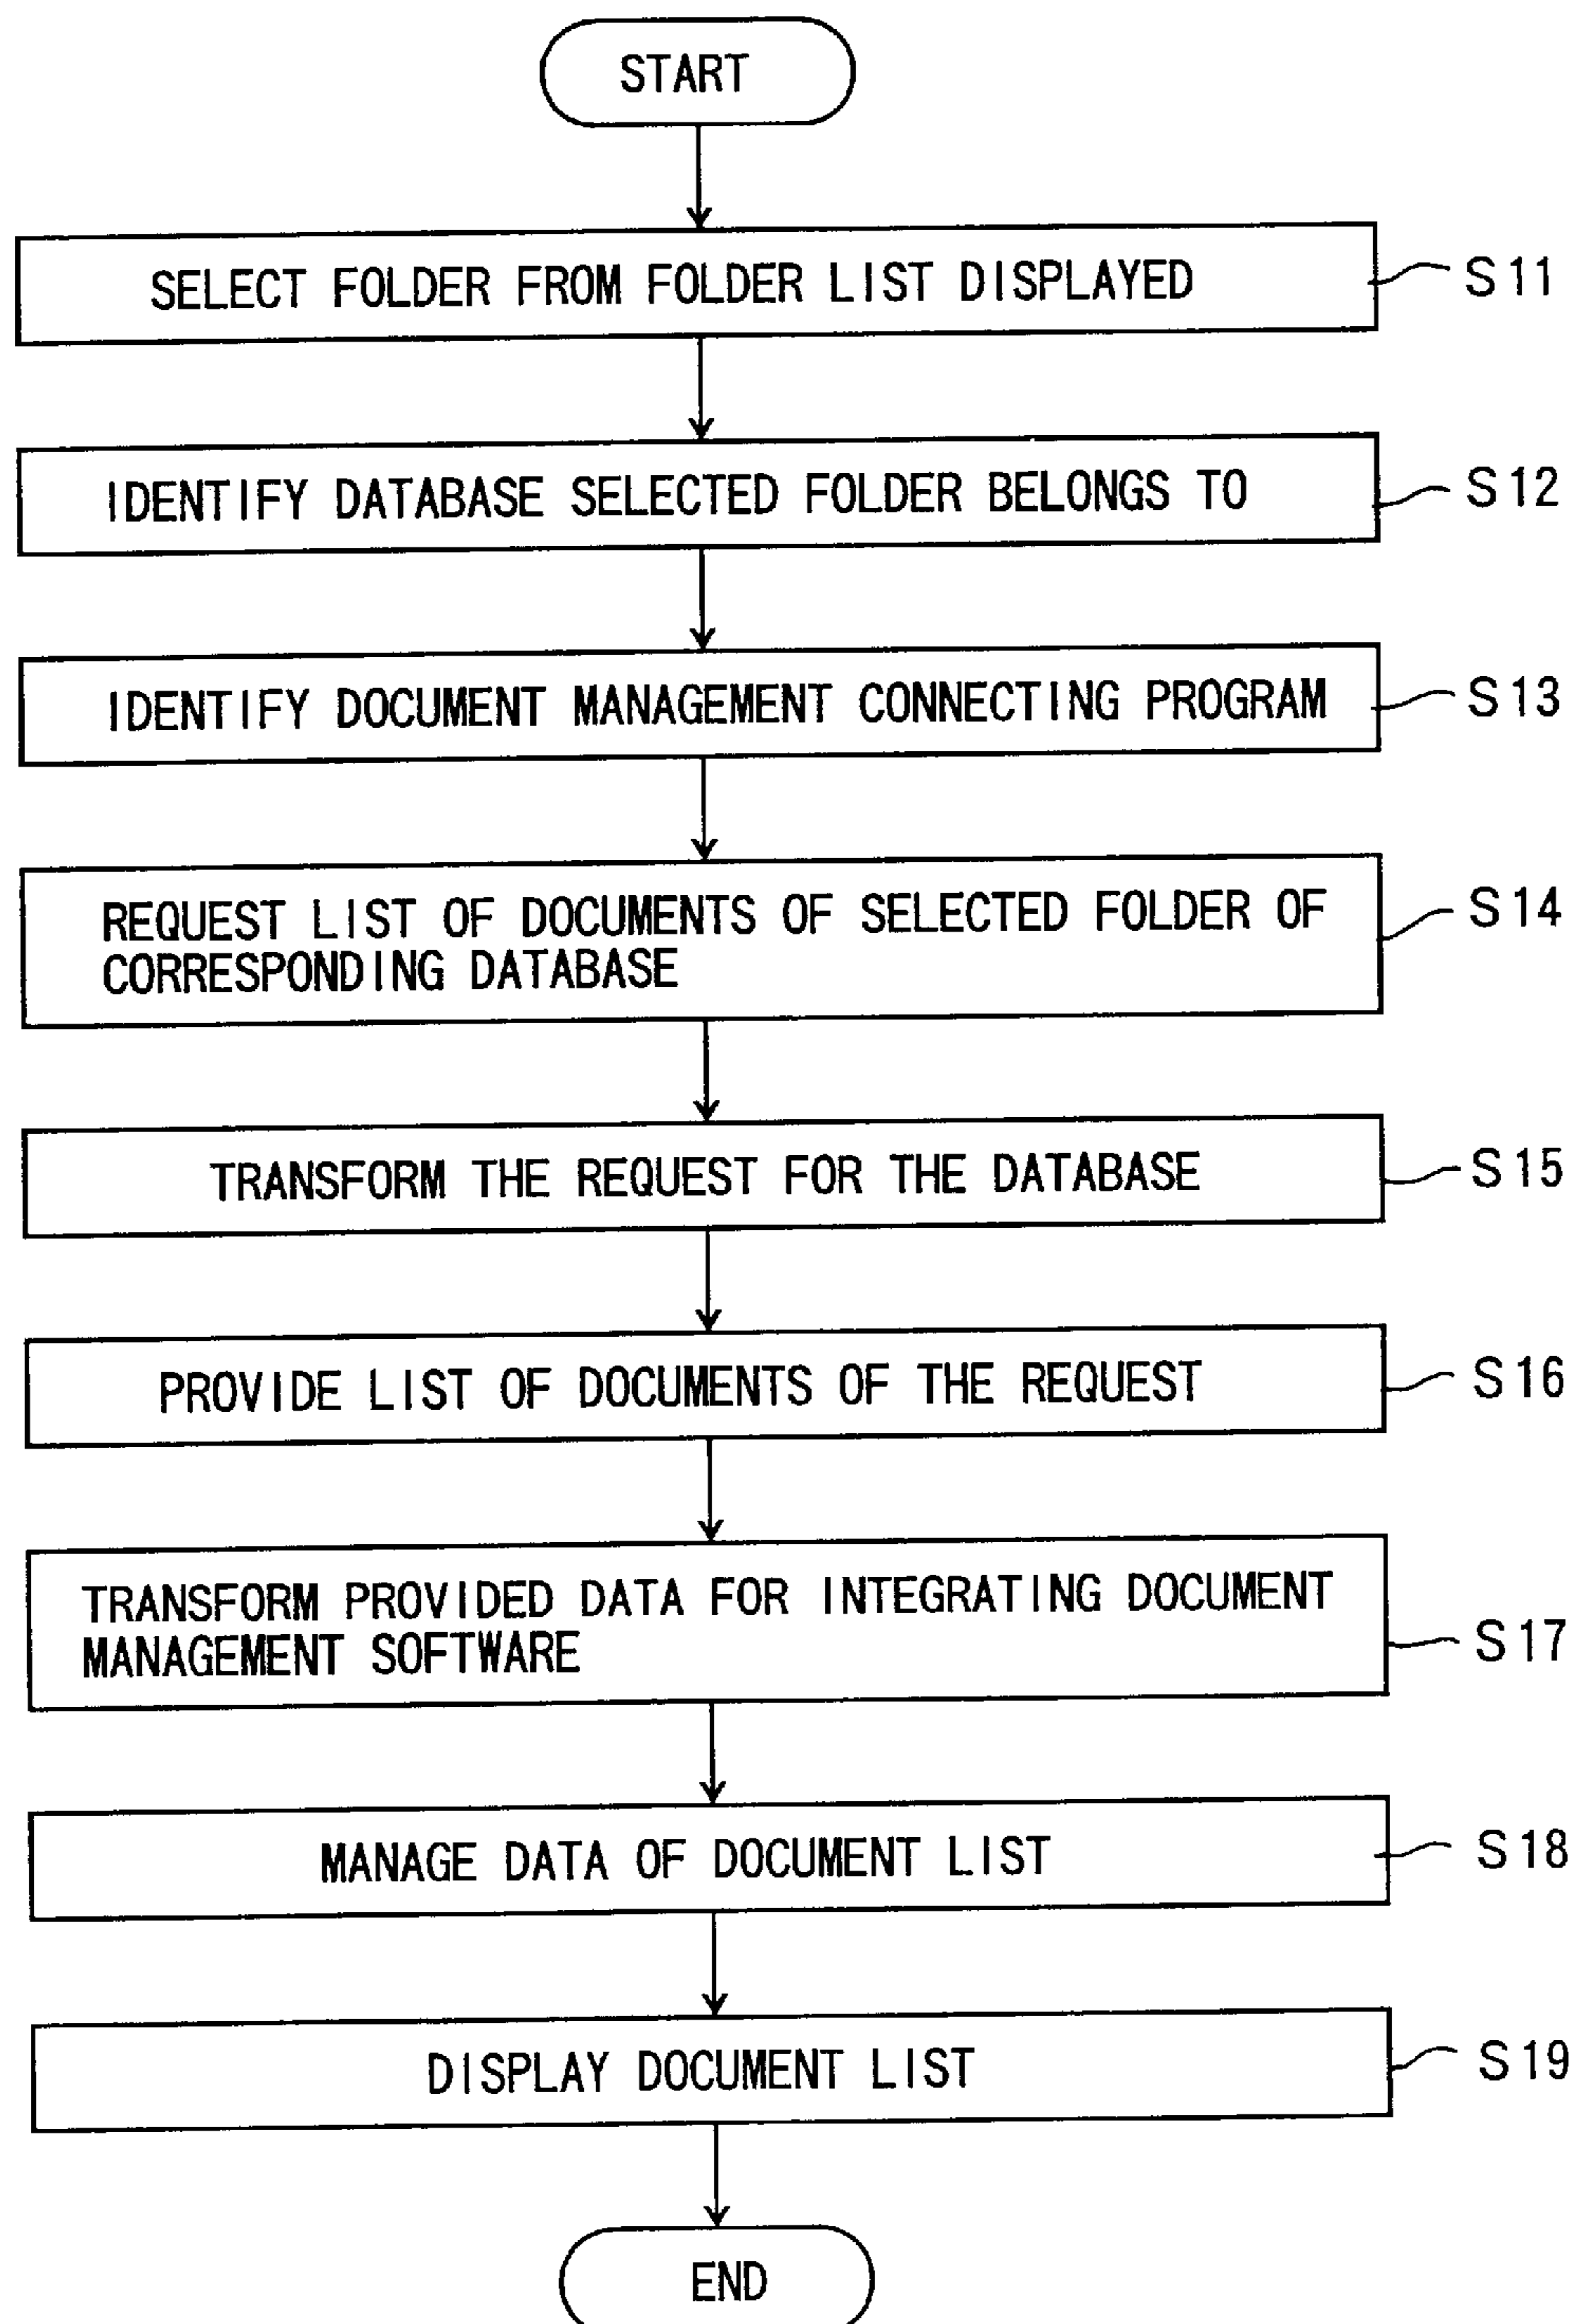 START
SELECT FOLDER FROM FOLDER LIST DISPLAYED
S11
IDENTIFY DATABASE SELECTED FOLDER BELONGS TO
S12
IDENTIFY DOCUMENT MANAGEMENT CONNECTING PROGRAM
S13
REQUEST LIST OF DOCUMENTS OF SELECTED FOLDER OF
CORRESPONDING DATABASE
S14
TRANSFORM THE REQUEST FOR THE DATABASE
S15
PROVIDE LIST OF DOCUMENTS OF THE REQUEST
S16
TRANSFORM PROVIDED DATA FOR INTEGRATING DOCUMENT
MANAGEMENT SOFTWARE
S17
MANAGE DATA OF DOCUMENT LIST
S18
DISPLAY DOCUMENT LIST
S19
END